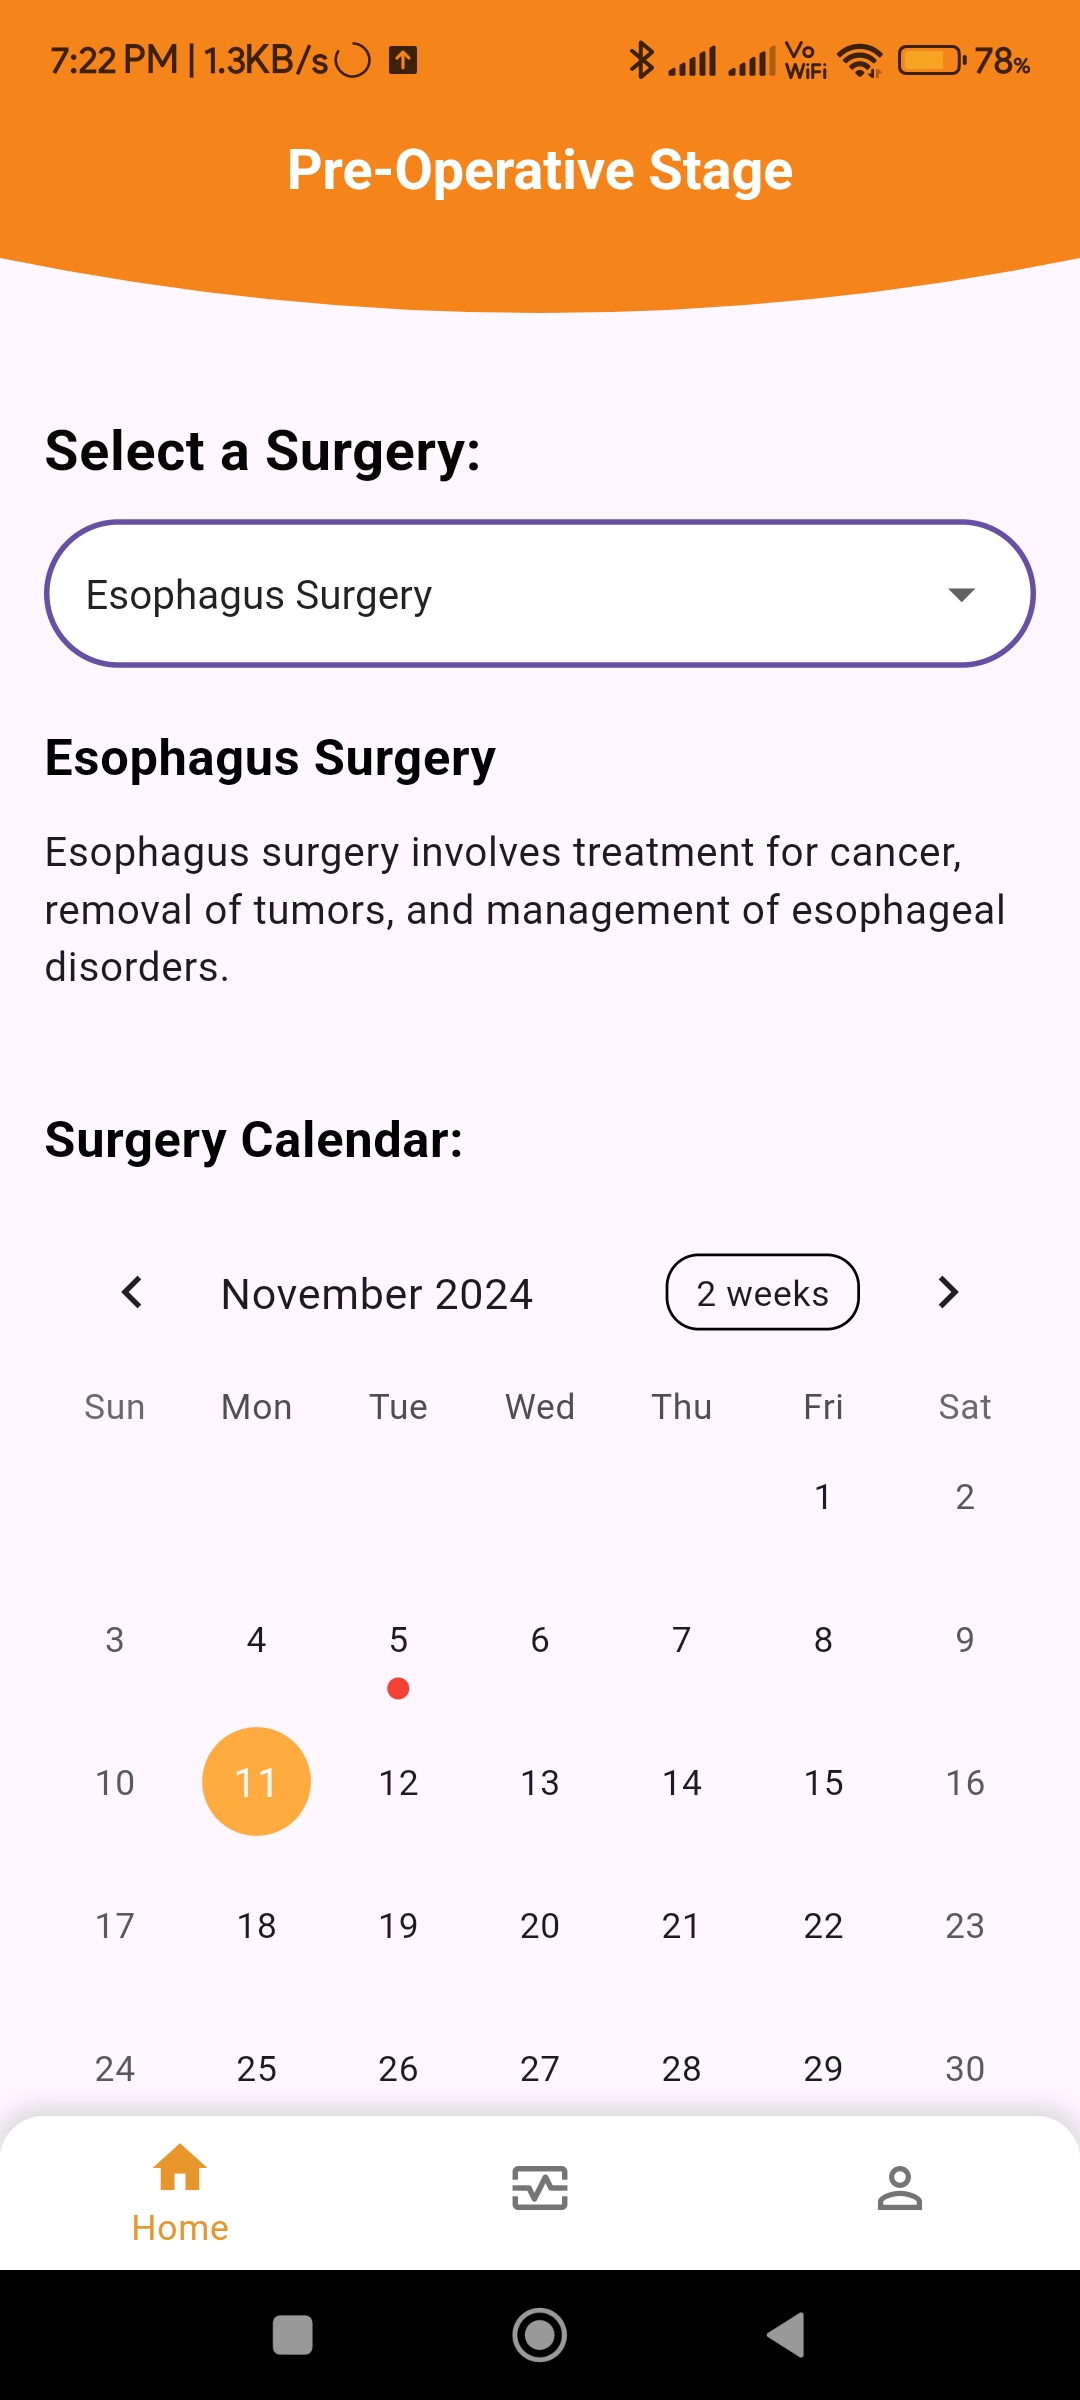 7:22 PM | 1.3KB/s Vo WiFi 78%
Pre-Operative Stage
Select a Surgery:
Esophagus Surgery
Esophagus Surgery
Esophagus surgery involves treatment for cancer,
removal of tumors, and management of esophageal
disorders.
Surgery Calendar:
November 2024 2 weeks
Sun Mon Tue Wed Thu Fri Sat
1 2
3 4 5 6 7 8 9
10 11 12 13 14 15 16
17 18 19 20 21 22 23
24 25 26 27 28 29 30
Home